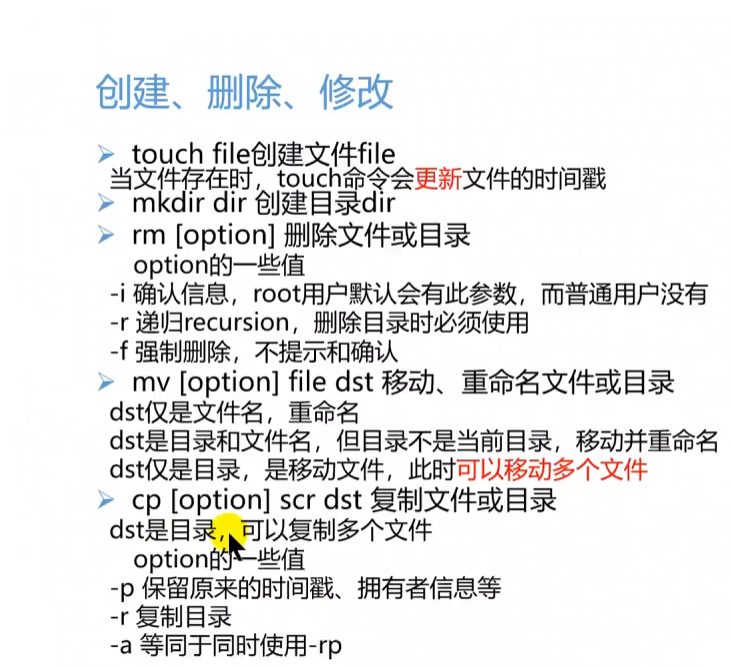 创建、删除、修改
➢ touch file创建文件file
当文件存在时，touch命令会更新文件的时间戳
➢ mkdir dir 创建目录dir
➢ rm [option] 删除文件或目录
option的一些值
-i 确认信息，root用户默认会有此参数，而普通用户没有
-r 递归recursion，删除目录时必须使用
-f 强制删除，不提示和确认
➢ mv [option] file dst 移动、重命名文件或目录
dst仅是文件名，重命名
dst是目录和文件名，但目录不是当前目录，移动并重命名
dst仅是目录，是移动文件，此时可以移动多个文件
➢ cp [option] scr dst 复制文件或目录
dst是目录，可以复制多个文件
option的一些值
-p 保留原来的时间戳、拥有者信息等
-r 复制目录
-a 等同于同时使用-rp